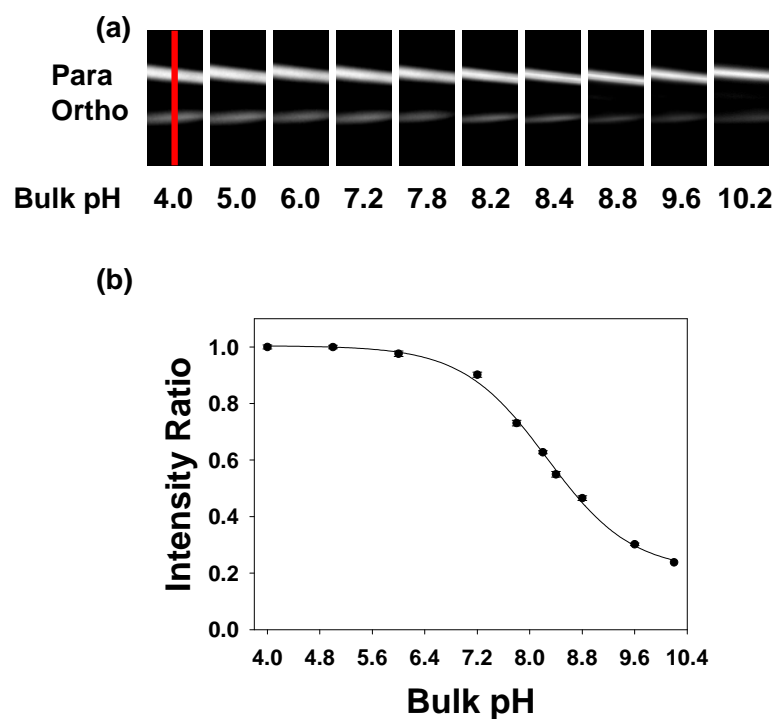 (a)
Para
Ortho
Bulk pH 4.0 5.0 6.0 7.2 7.8 8.2 8.4 8.8 9.6 10.2
(b)
1.0
0.8
0.6
0.4
0.2
0.0
Intensity Ratio
4.0 4.8 5.6 6.4 7.2 8.0 8.8 9.6 10.4
Bulk pH